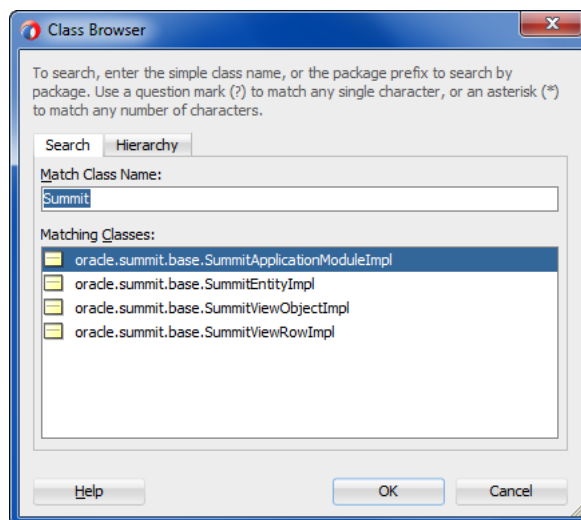 Class Browser
To search, enter the simple class name, or the package prefix to search by
package. Use a question mark (?) to match any single character, or an asterisk (*)
to match any number of characters.
Search Hierarchy
Match Class Name:
Summit
Matching Classes:
oracle.summit.base.SummitApplicationModuleImpl
oracle.summit.base.SummitEntityImpl
oracle.summit.base.SummitViewObjectImpl
oracle.summit.base.SummitViewRowImpl
Help OK Cancel